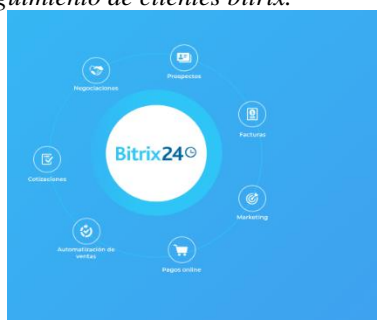 guimiento de clientes bitrix.
Prospectos
Negociaciones
Facturas
Bitrix24
Cotizaciones
Marketing
Automatización de
ventas
Pagos online